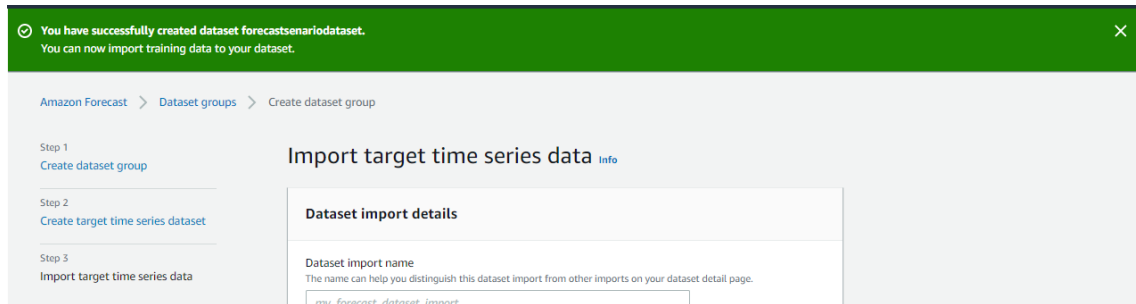 You have successfully created dataset forecastsenariodataset.
You can now import training data to your dataset.
Amazon Forecast > Dataset groups > Create dataset group
Step 1
Create dataset group
Step 2
Create target time series dataset
Step 3
Import target time series data
Import target time series data Info
Dataset import details
Dataset import name
The name can help you distinguish this dataset import from other imports on your dataset detail page.
my_forecast_dataset_import